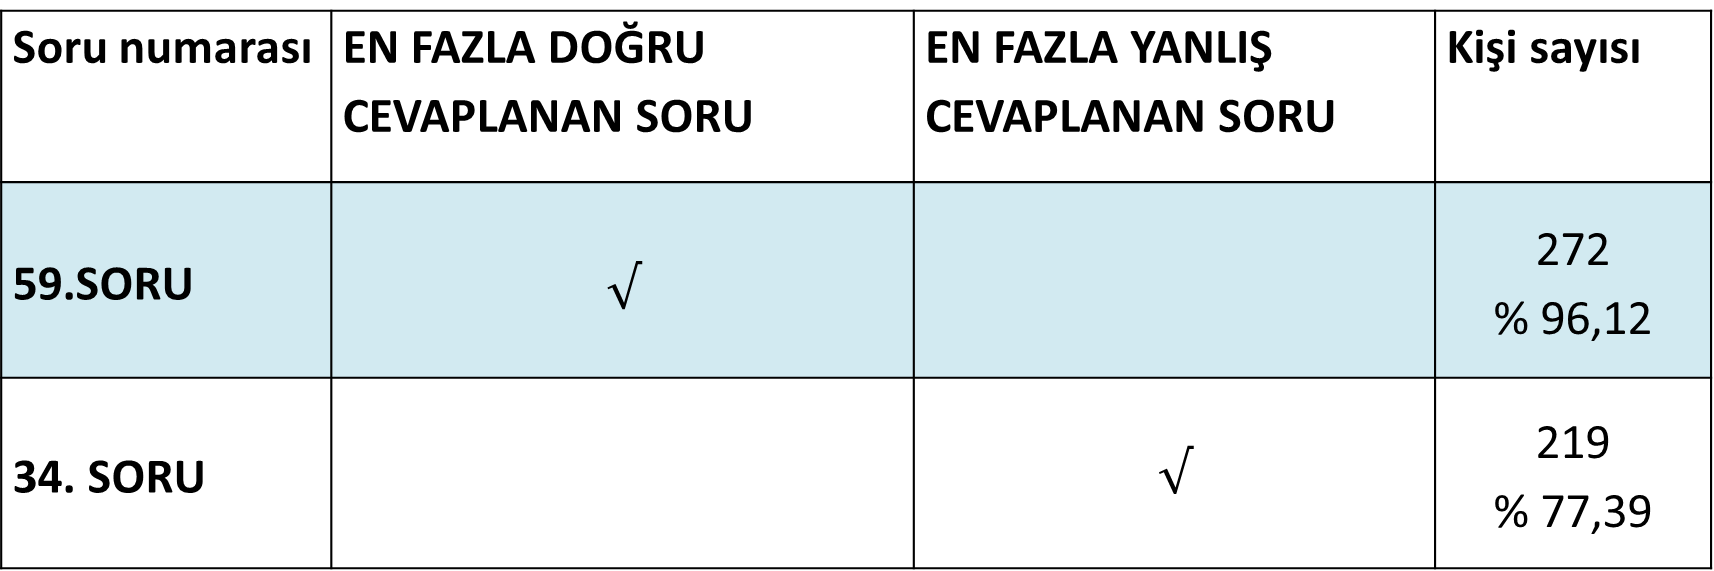 Soru numarası
EN FAZLA DOĞRU
CEVAPLANAN SORU
EN FAZLA YANLIŞ
CEVAPLANAN SORU
Kişi sayısı
59.SORU
√
272
% 96,12
34. SORU
√
219
% 77,39